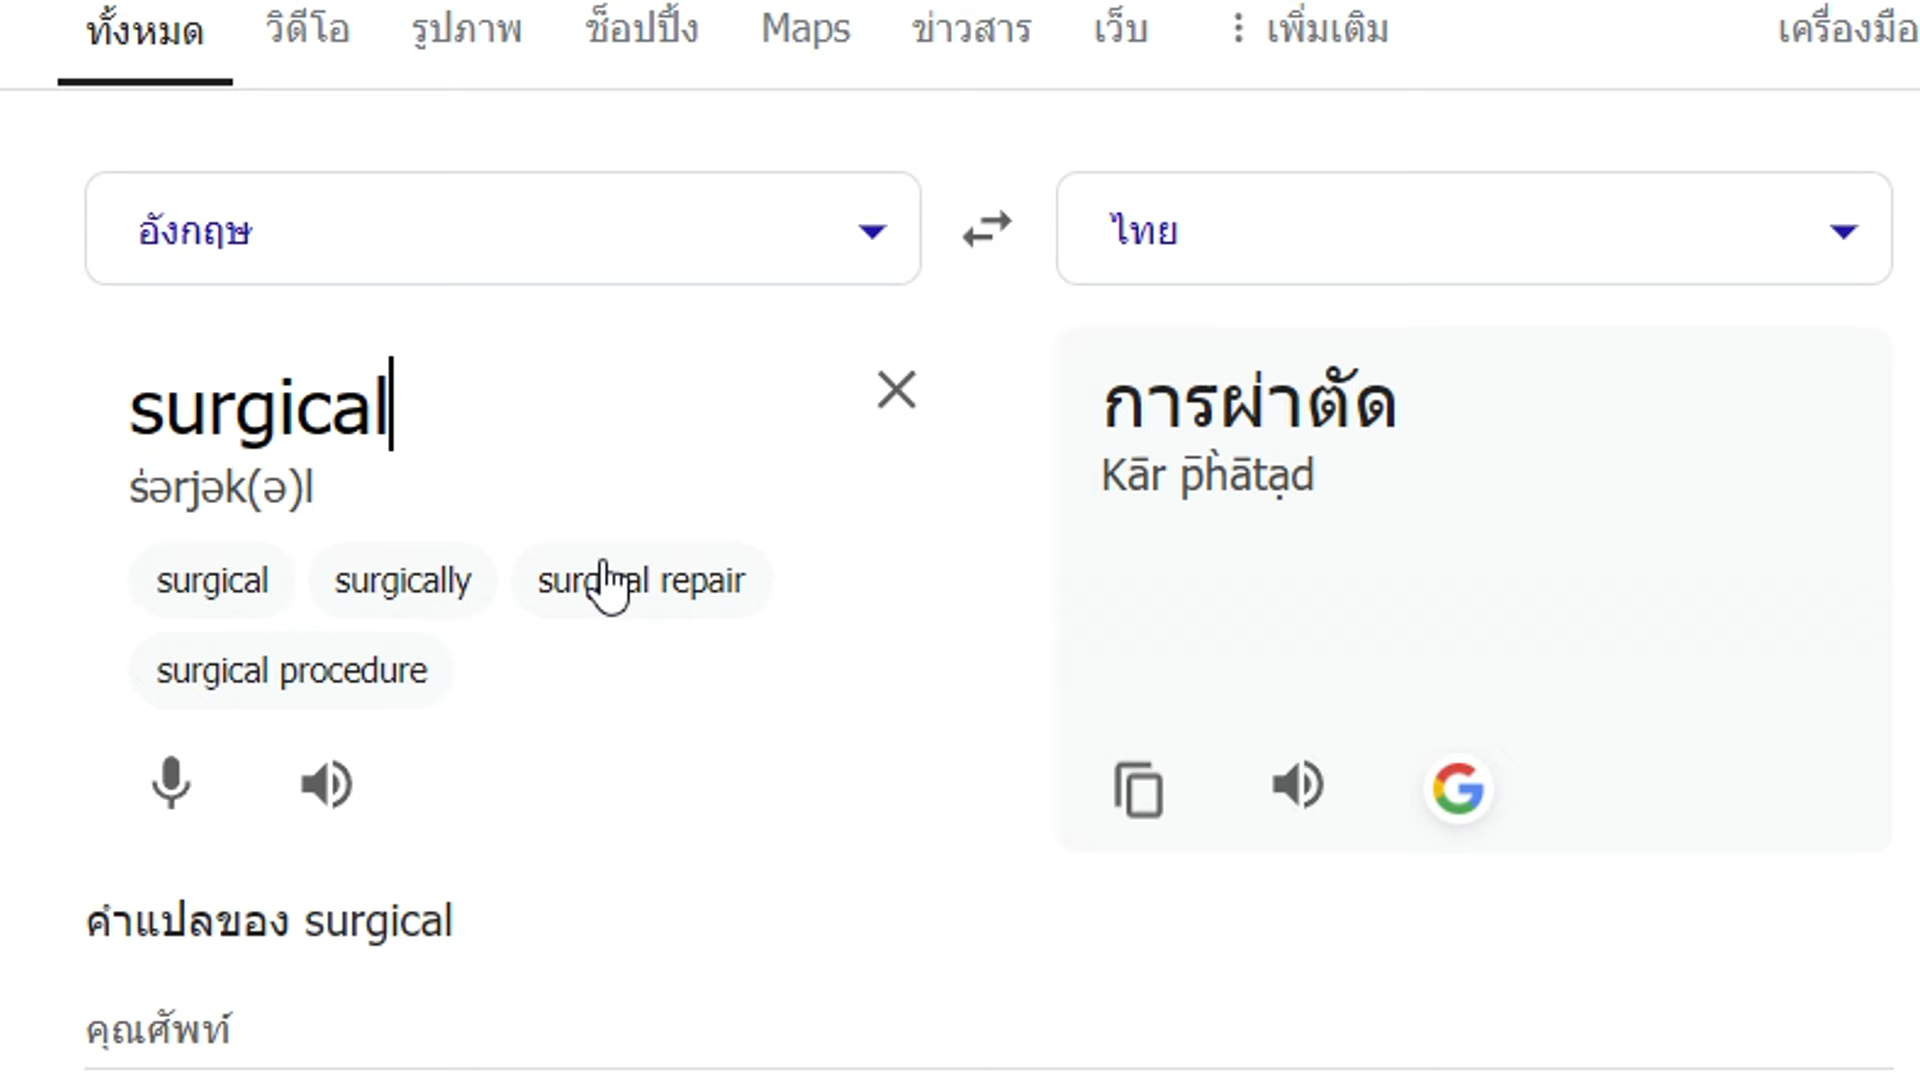 ทั้งหมด วิดีโอ รูปภาพ ช็อปปิ้ง Maps ข่าวสาร เว็บ เพิ่มเติม เครื่องมือ
อังกฤษ ไทย
surgical
ˈsərjək(ə)l
surgical surgically surgical repair
surgical procedure
การผ่าตัด
Kār p̄h̀ātạd
คำแปลของ surgical
คุณศัพท์